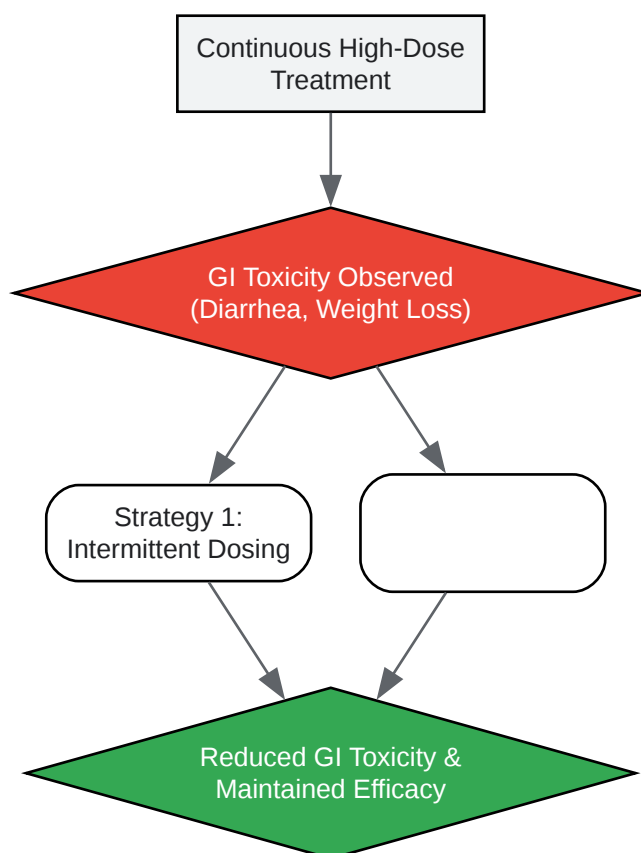 Continuous High-Dose
Treatment
GI Toxicity Observed
(Diarrhea, Weight Loss)
Strategy 1:
Intermittent Dosing
Reduced GI Toxicity &
Maintained Efficacy